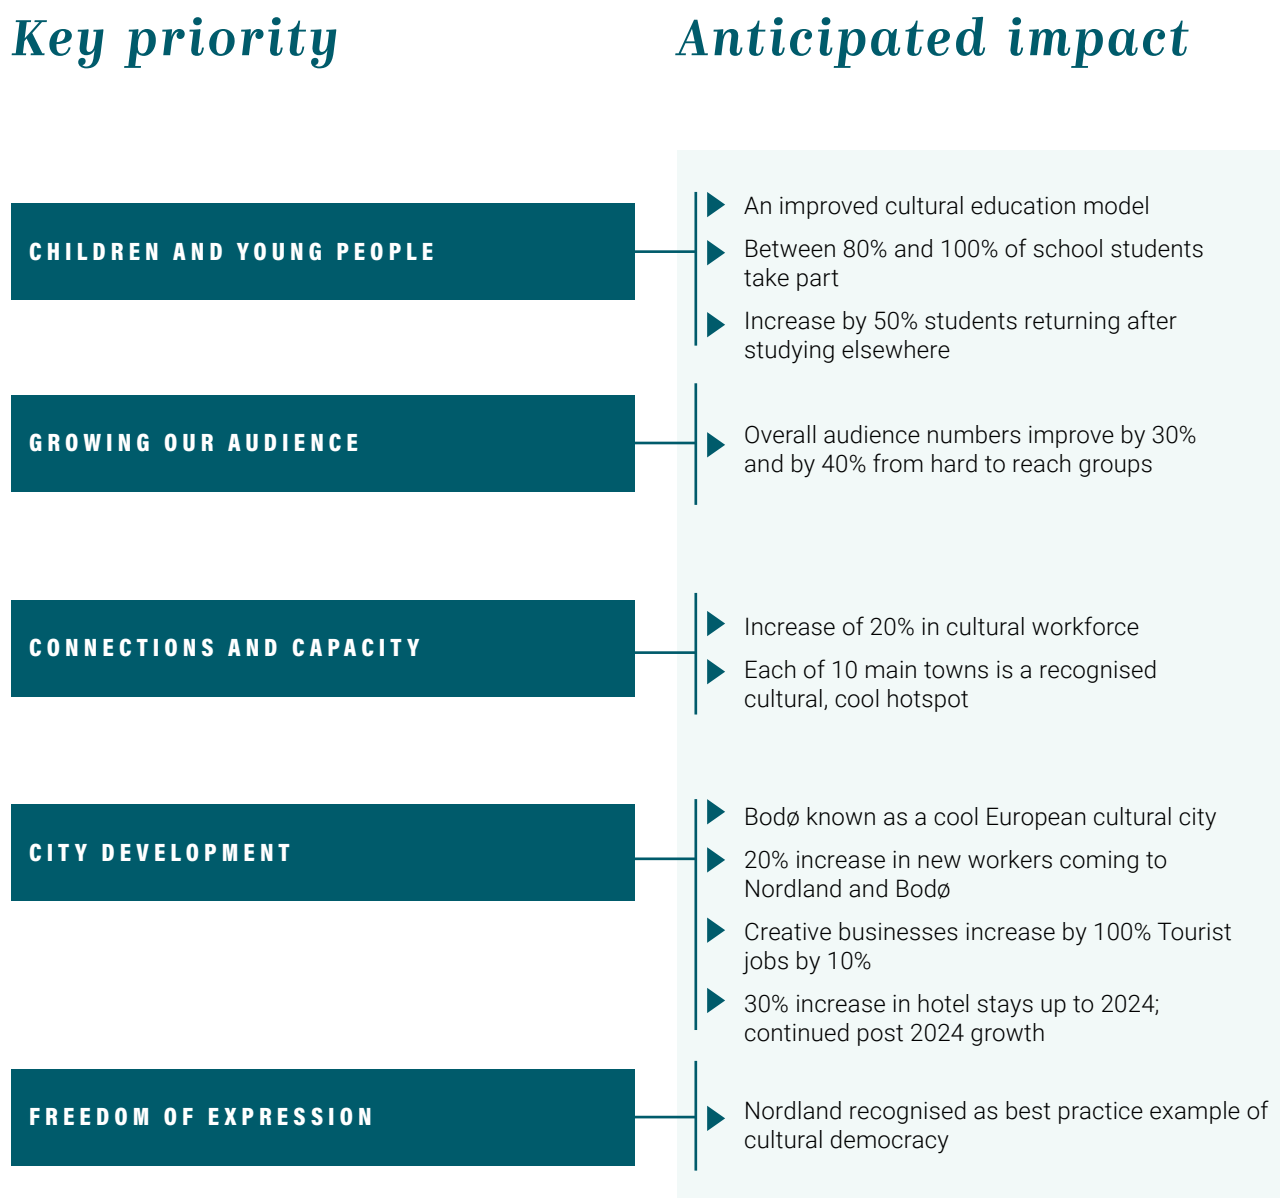 Key priority
Anticipated impact
CHILDREN AND YOUNG PEOPLE
An improved cultural education model
Between 80% and 100% of school students
take part
Increase by 50% students returning after
studying elsewhere
GROWING OUR AUDIENCE
Overall audience numbers improve by 30%
and by 40% from hard to reach groups
CONNECTIONS AND CAPACITY
Increase of 20% in cultural workforce
Each of 10 main towns is a recognised
cultural, cool hotspot
CITY DEVELOPMENT
Bodø known as a cool European cultural city
20% increase in new workers coming to
Nordland and Bodø
Creative businesses increase by 100% Tourist
jobs by 10%
30% increase in hotel stays up to 2024;
continued post 2024 growth
FREEDOM OF EXPRESSION
Nordland recognised as best practice example of
cultural democracy